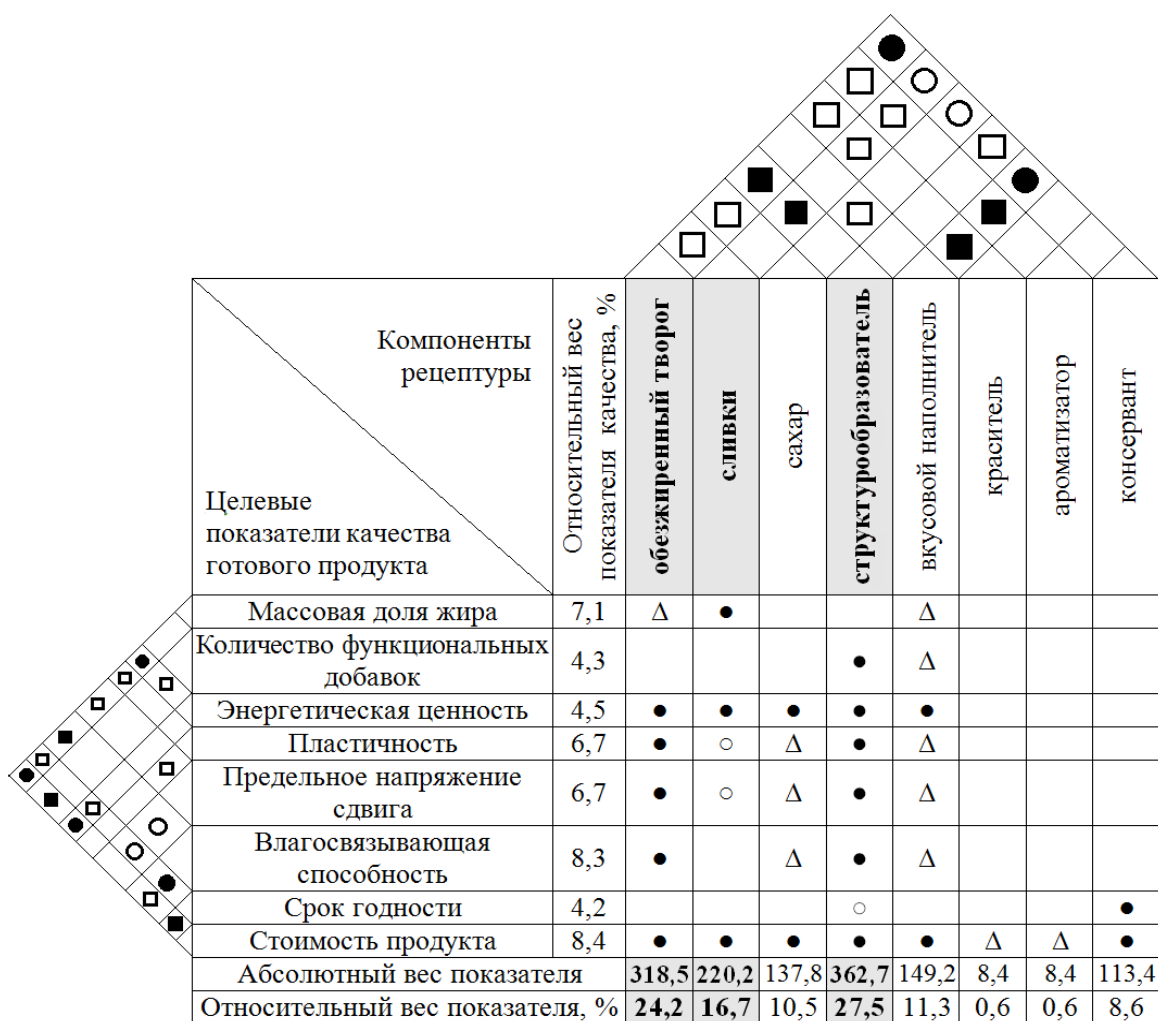 Компоненты
рецептуры
Целевые
показатели качества
готового продукта
Относительный вес
показателя качества, %
обезжиренный творог
сливки
сахар
структурообразователь
вкусовой наполнитель
краситель
ароматизатор
консервант
Массовая доля жира 7,1 Δ ● Δ
Количество функциональных
добавок 4,3 ● Δ
Энергетическая ценность 4,5 ● ● ● ● ●
Пластичность 6,7 ● ○ Δ ● Δ
Предельное напряжение
сдвига 6,7 ● ○ Δ ● Δ
Влагосвязывающая
способность 8,3 ● Δ ● Δ
Срок годности 4,2 ○ ●
Стоимость продукта 8,4 ● ● ● ● ● Δ Δ ●
Абсолютный вес показателя 318,5 220,2 137,8 362,7 149,2 8,4 8,4 113,4
Относительный вес показателя, % 24,2 16,7 10,5 27,5 11,3 0,6 0,6 8,6